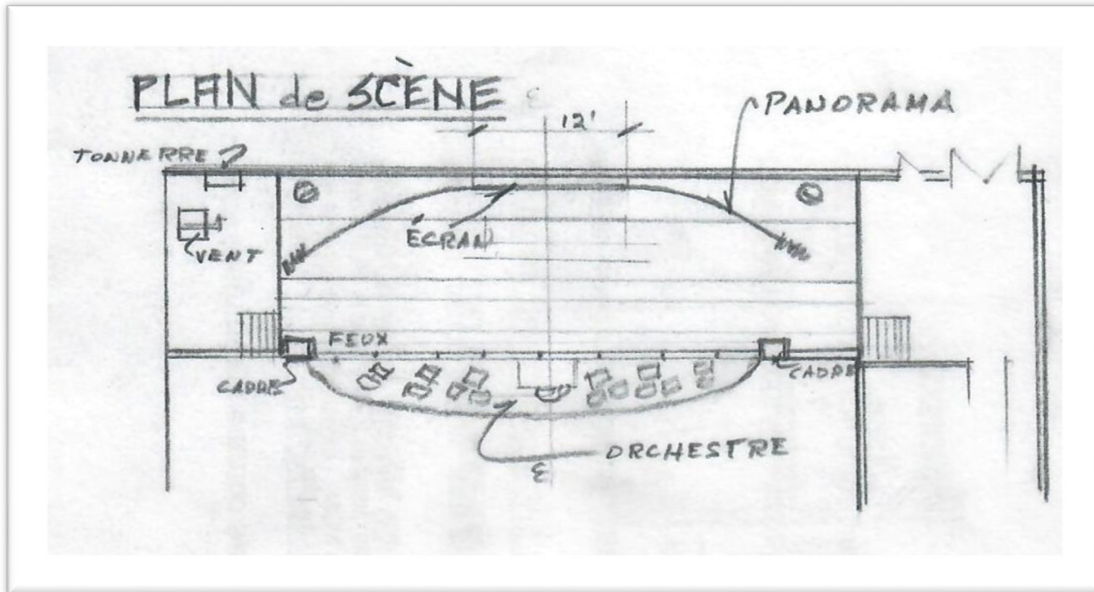 PLAN de SCÈNE
12'
PANORAMA
TONNERRE
ÉCRAN
VENT
FEUX
CADRE
CADRE
ORCHESTRE